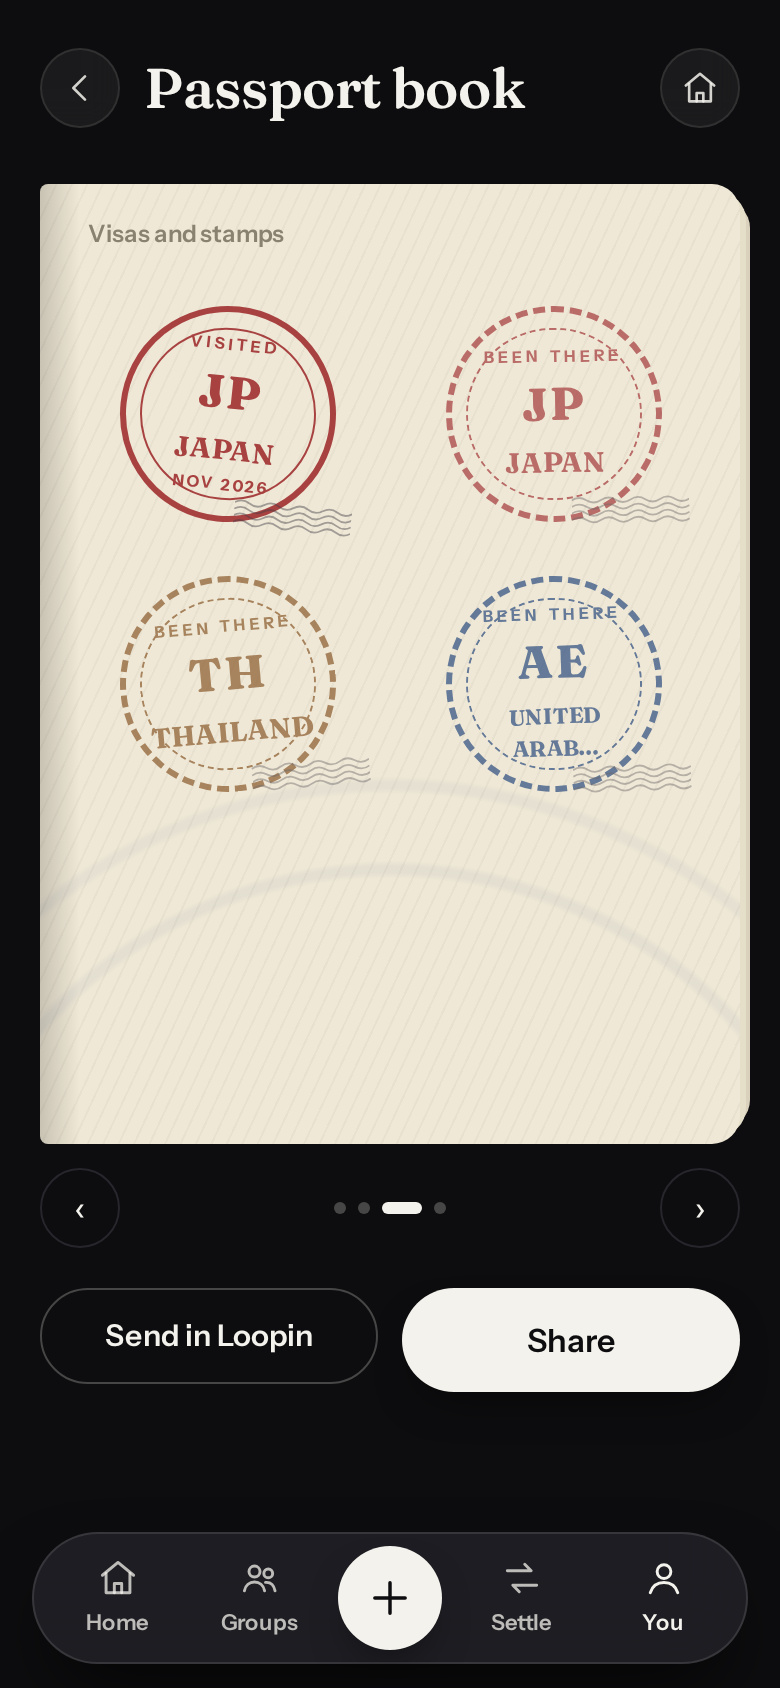 Passport book
Visas and stamps
VISITED
JP
JAPAN
NOV 2026
BEEN THERE
JP
JAPAN
BEEN THERE
TH
THAILAND
BEEN THERE
AE
UNITED
ARAB...
Send in Loopin
Share
Home
Groups
Settle
You